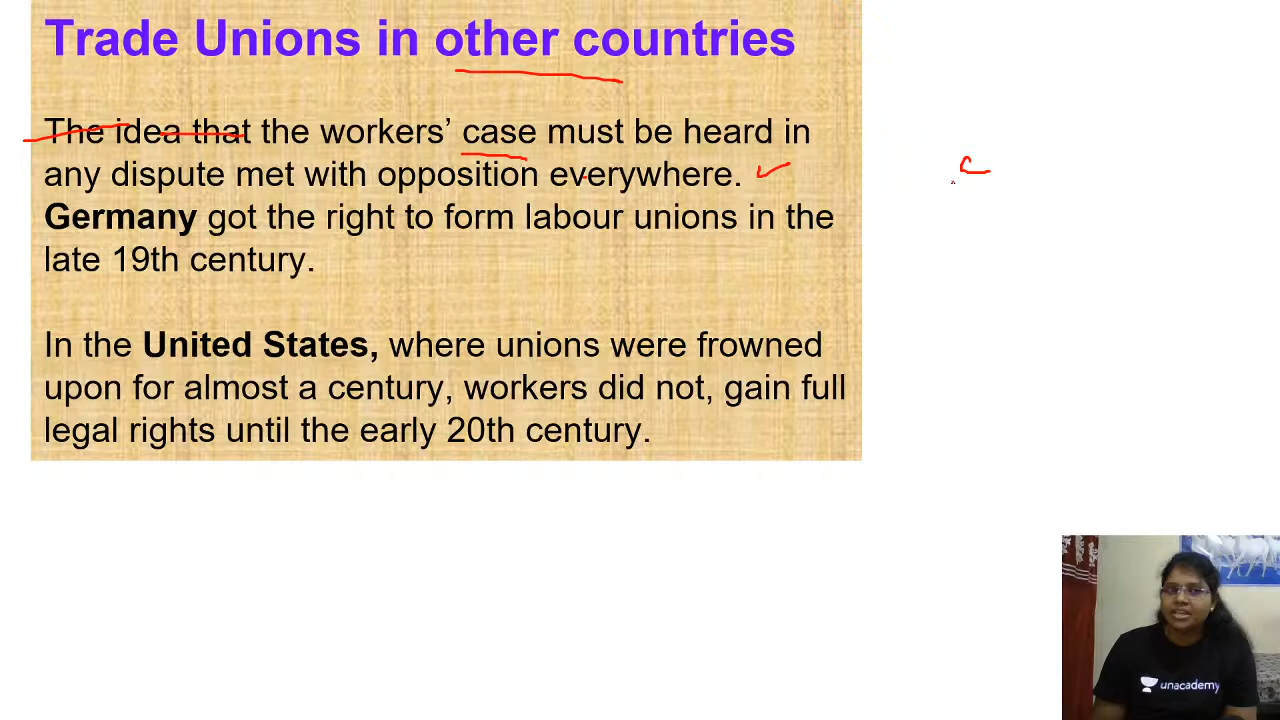 Trade Unions in other countries
The idea that the workers’ case must be heard in
any dispute met with opposition everywhere.
Germany got the right to form labour unions in the
late 19th century.
In the United States, where unions were frowned
upon for almost a century, workers did not, gain full
legal rights until the early 20th century.
unacademy